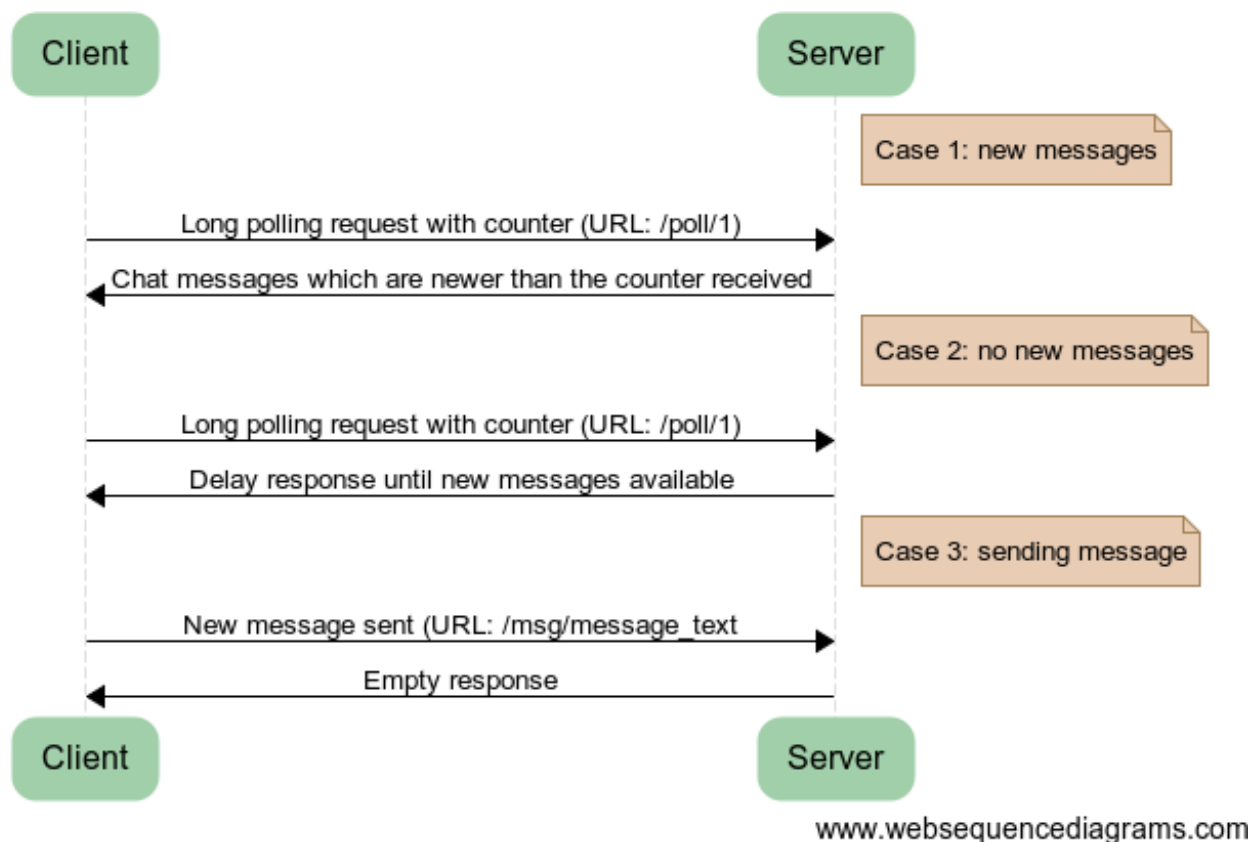 Client
Server
Case 1: new messages
Long polling request with counter (URL: /poll/1)
Chat messages which are newer than the counter received
Case 2: no new messages
Long polling request with counter (URL: /poll/1)
Delay response until new messages available
Case 3: sending message
New message sent (URL: /msg/message_text
Empty response
Client
Server
www.websequencediagrams.com